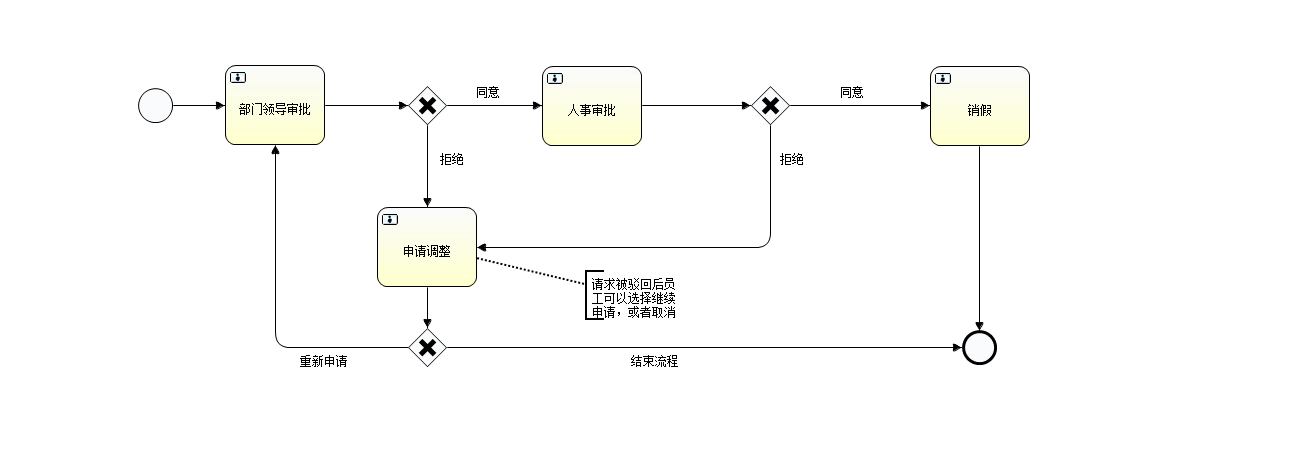 同意
同意
部门领导审批
人事审批
销假
拒绝
拒绝
申请调整
请求被驳回后员
工可以选择继续
申请，或者取消
重新申请
结束流程